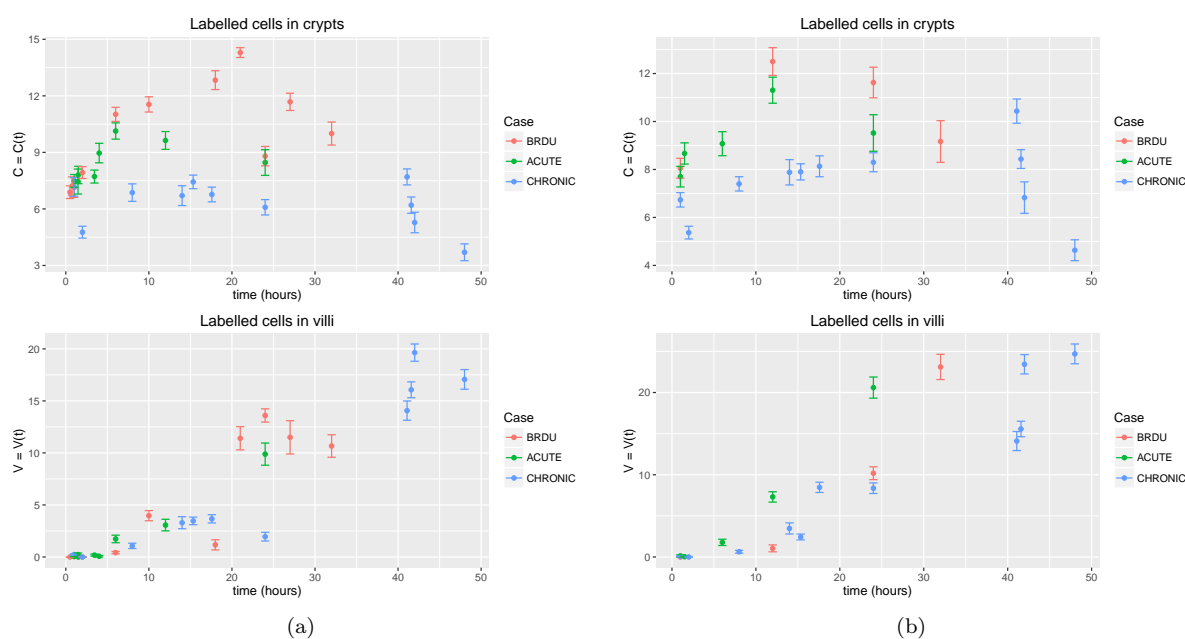 Labelled cells in crypts
C = C(t)
15
12
9
6
3
0 10 20 30 40 50
time (hours)
Case
BRDU
ACUTE
CHRONIC
Labelled cells in villi
V = V(t)
20
15
10
5
0
0 10 20 30 40 50
time (hours)
Case
BRDU
ACUTE
CHRONIC
(a)
Labelled cells in crypts
C = C(t)
12
10
8
6
4
0 10 20 30 40 50
time (hours)
Case
BRDU
ACUTE
CHRONIC
Labelled cells in villi
V = V(t)
20
10
0
0 10 20 30 40 50
time (hours)
Case
BRDU
ACUTE
CHRONIC
(b)